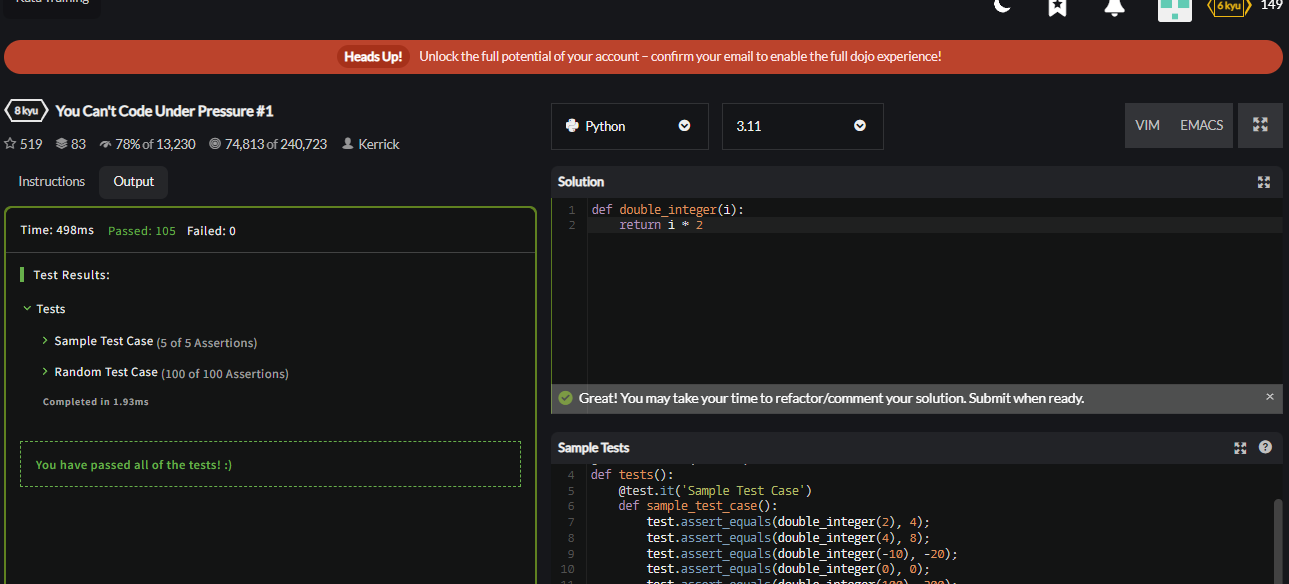 Kata Training
6 kyu 149
Heads Up! Unlock the full potential of your account – confirm your email to enable the full dojo experience!
8 kyu You Can't Code Under Pressure #1
519 83 78% of 13,230 74,813 of 240,723 Kerrick
Instructions Output
Time: 498ms Passed: 105 Failed: 0
Test Results:
Tests
Sample Test Case (5 of 5 Assertions)
Random Test Case (100 of 100 Assertions)
Completed in 1.93ms
You have passed all of the tests! :)
Python 3.11 VIM EMACS
Solution
1 def double_integer(i):
2 return i * 2
Great! You may take your time to refactor/comment your solution. Submit when ready.
Sample Tests
4 def tests():
5 @test.it('Sample Test Case')
6 def sample_test_case():
7 test.assert_equals(double_integer(2), 4);
8 test.assert_equals(double_integer(4), 8);
9 test.assert_equals(double_integer(-10), -20);
10 test.assert_equals(double_integer(0), 0);
11 test.assert_equals(double_integer(100), 200);